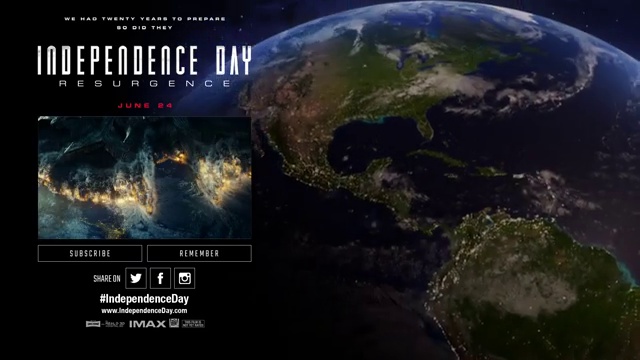 WE HAD TWENTY YEARS TO PREPARE
SO DID THEY
INDEPENDENCE DAY
RESURGENCE
JUNE 24
SUBSCRIBE
REMEMBER
SHARE ON
#IndependenceDay
www.IndependenceDay.com
IMAX